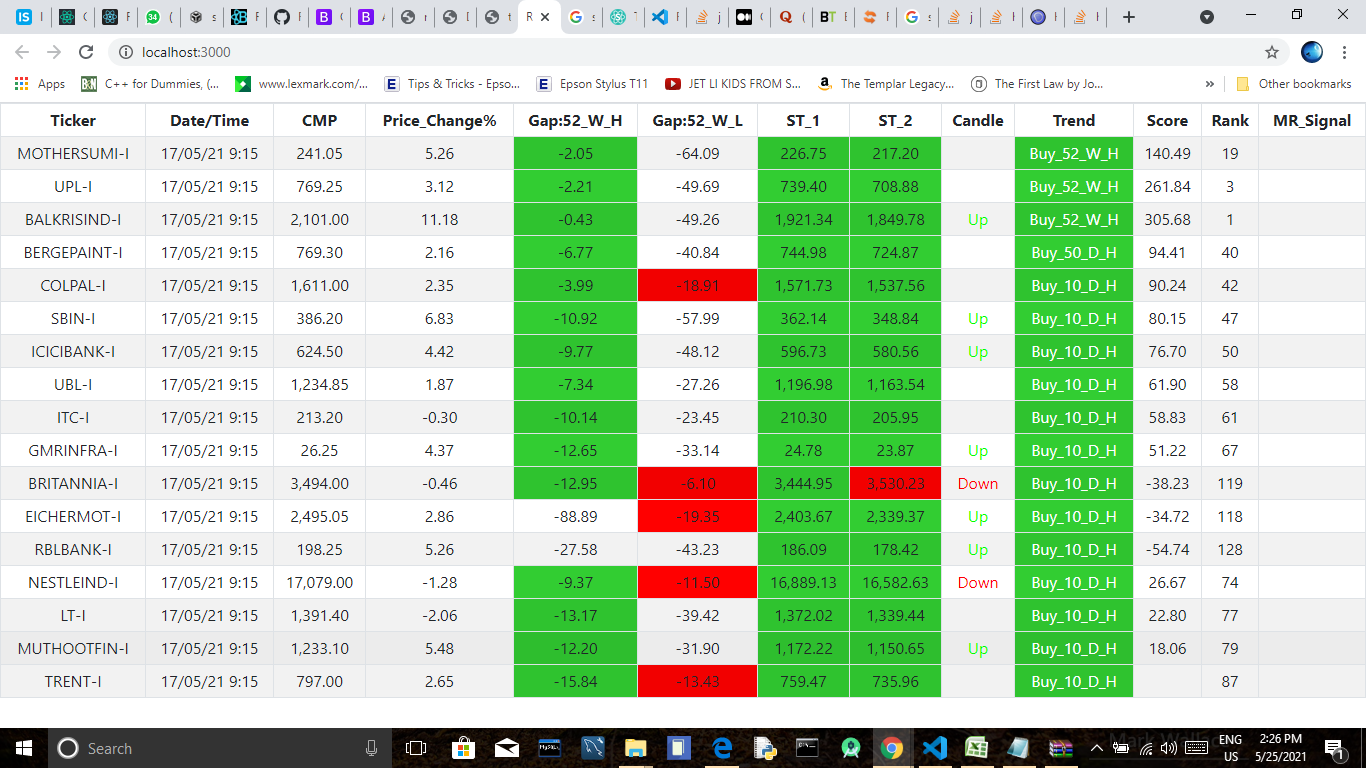 localhost:3000
Apps C++ for Dummies, (... www.lexmark.com/... Tips & Tricks - Epso... Epson Stylus T11 JET LI KIDS FROM S... The Templar Legacy... The First Law by Jo... » Other bookmarks
Ticker Date/Time CMP Price_Change% Gap:52_W_H Gap:52_W_L ST_1 ST_2 Candle Trend Score Rank MR_Signal
MOTHERSUMI-I 17/05/21 9:15 241.05 5.26 -2.05 -64.09 226.75 217.20 Buy_52_W_H 140.49 19
UPL-I 17/05/21 9:15 769.25 3.12 -2.21 -49.69 739.40 708.88 Buy_52_W_H 261.84 3
BALKRISIND-I 17/05/21 9:15 2,101.00 11.18 -0.43 -49.26 1,921.34 1,849.78 Up Buy_52_W_H 305.68 1
BERGEPAINT-I 17/05/21 9:15 769.30 2.16 -6.77 -40.84 744.98 724.87 Buy_50_D_H 94.41 40
COLPAL-I 17/05/21 9:15 1,611.00 2.35 -3.99 -18.91 1,571.73 1,537.56 Buy_10_D_H 90.24 42
SBIN-I 17/05/21 9:15 386.20 6.83 -10.92 -57.99 362.14 348.84 Up Buy_10_D_H 80.15 47
ICICIBANK-I 17/05/21 9:15 624.50 4.42 -9.77 -48.12 596.73 580.56 Up Buy_10_D_H 76.70 50
UBL-I 17/05/21 9:15 1,234.85 1.87 -7.34 -27.26 1,196.98 1,163.54 Buy_10_D_H 61.90 58
ITC-I 17/05/21 9:15 213.20 -0.30 -10.14 -23.45 210.30 205.95 Buy_10_D_H 58.83 61
GMRINFRA-I 17/05/21 9:15 26.25 4.37 -12.65 -33.14 24.78 23.87 Up Buy_10_D_H 51.22 67
BRITANNIA-I 17/05/21 9:15 3,494.00 -0.46 -12.95 -6.10 3,444.95 3,530.23 Down Buy_10_D_H -38.23 119
EICHERMOT-I 17/05/21 9:15 2,495.05 2.86 -88.89 -19.35 2,403.67 2,339.37 Up Buy_10_D_H -34.72 118
RBLBANK-I 17/05/21 9:15 198.25 5.26 -27.58 -43.23 186.09 178.42 Up Buy_10_D_H -54.74 128
NESTLEIND-I 17/05/21 9:15 17,079.00 -1.28 -9.37 -11.50 16,889.13 16,582.63 Down Buy_10_D_H 26.67 74
LT-I 17/05/21 9:15 1,391.40 -2.06 -13.17 -39.42 1,372.02 1,339.44 Buy_10_D_H 22.80 77
MUTHOOTFIN-I 17/05/21 9:15 1,233.10 5.48 -12.20 -31.90 1,172.22 1,150.65 Up Buy_10_D_H 18.06 79
TRENT-I 17/05/21 9:15 797.00 2.65 -15.84 -13.43 759.47 735.96 Buy_10_D_H 87
Search
ENG
US
2:26 PM
5/25/2021
1